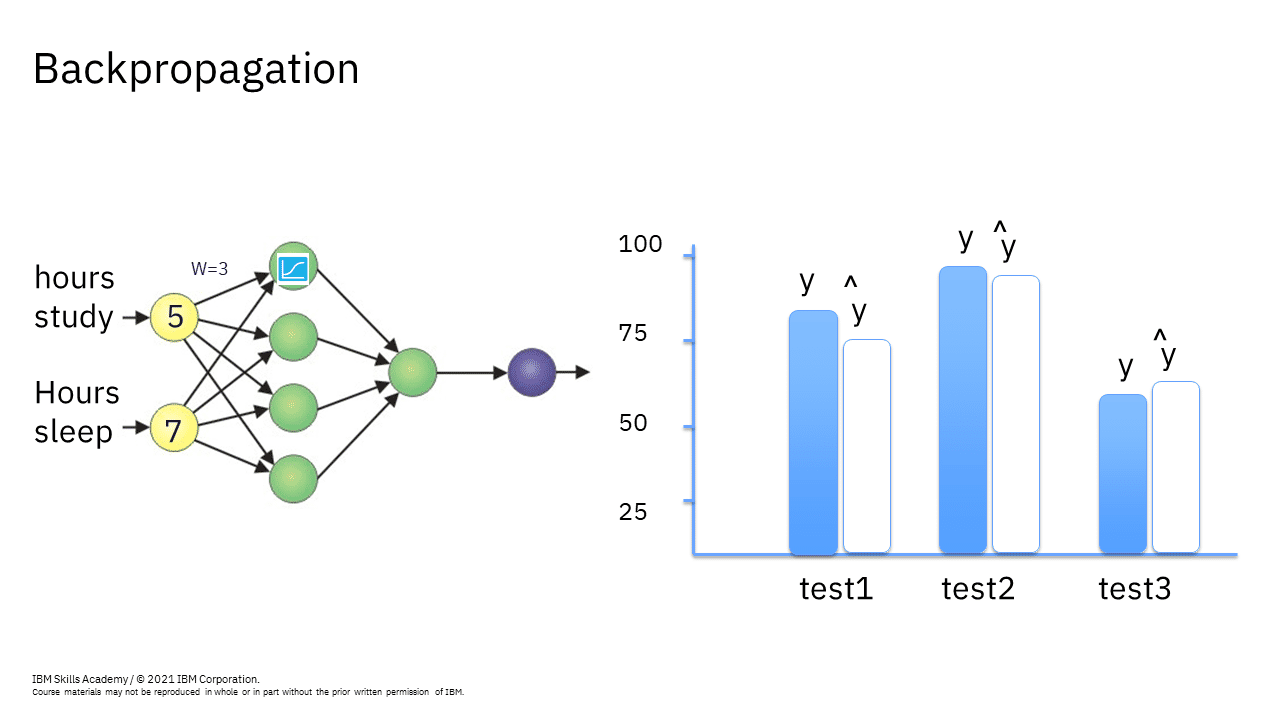 Backpropagation
hours
study
5
W=3
Hours
sleep
7
100
75
50
25
y
^
y
y
^
y
y
^
y
test1
test2
test3
IBM Skills Academy / © 2021 IBM Corporation.
Course materials may not be reproduced in whole or in part without the prior written permission of IBM.